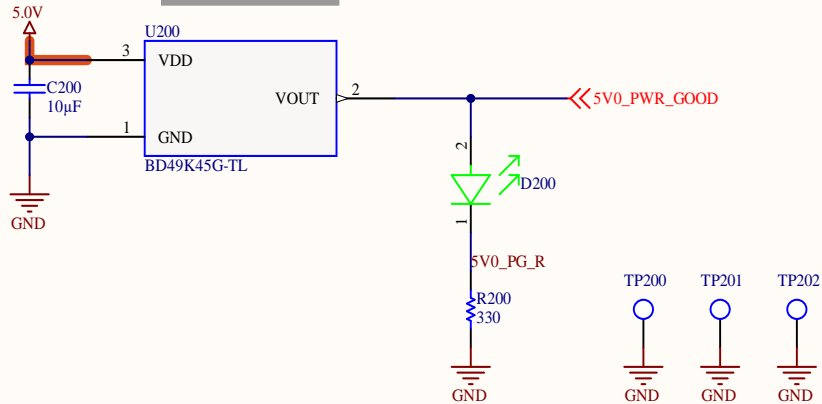 5.0V
U200
3
VDD
C200
10µF
VOUT
2
5V0_PWR_GOOD
1
GND
BD49K45G-TL
GND
2
D200
1
5V0_PG_R
R200
330
GND
TP200
TP201
TP202
GND
GND
GND